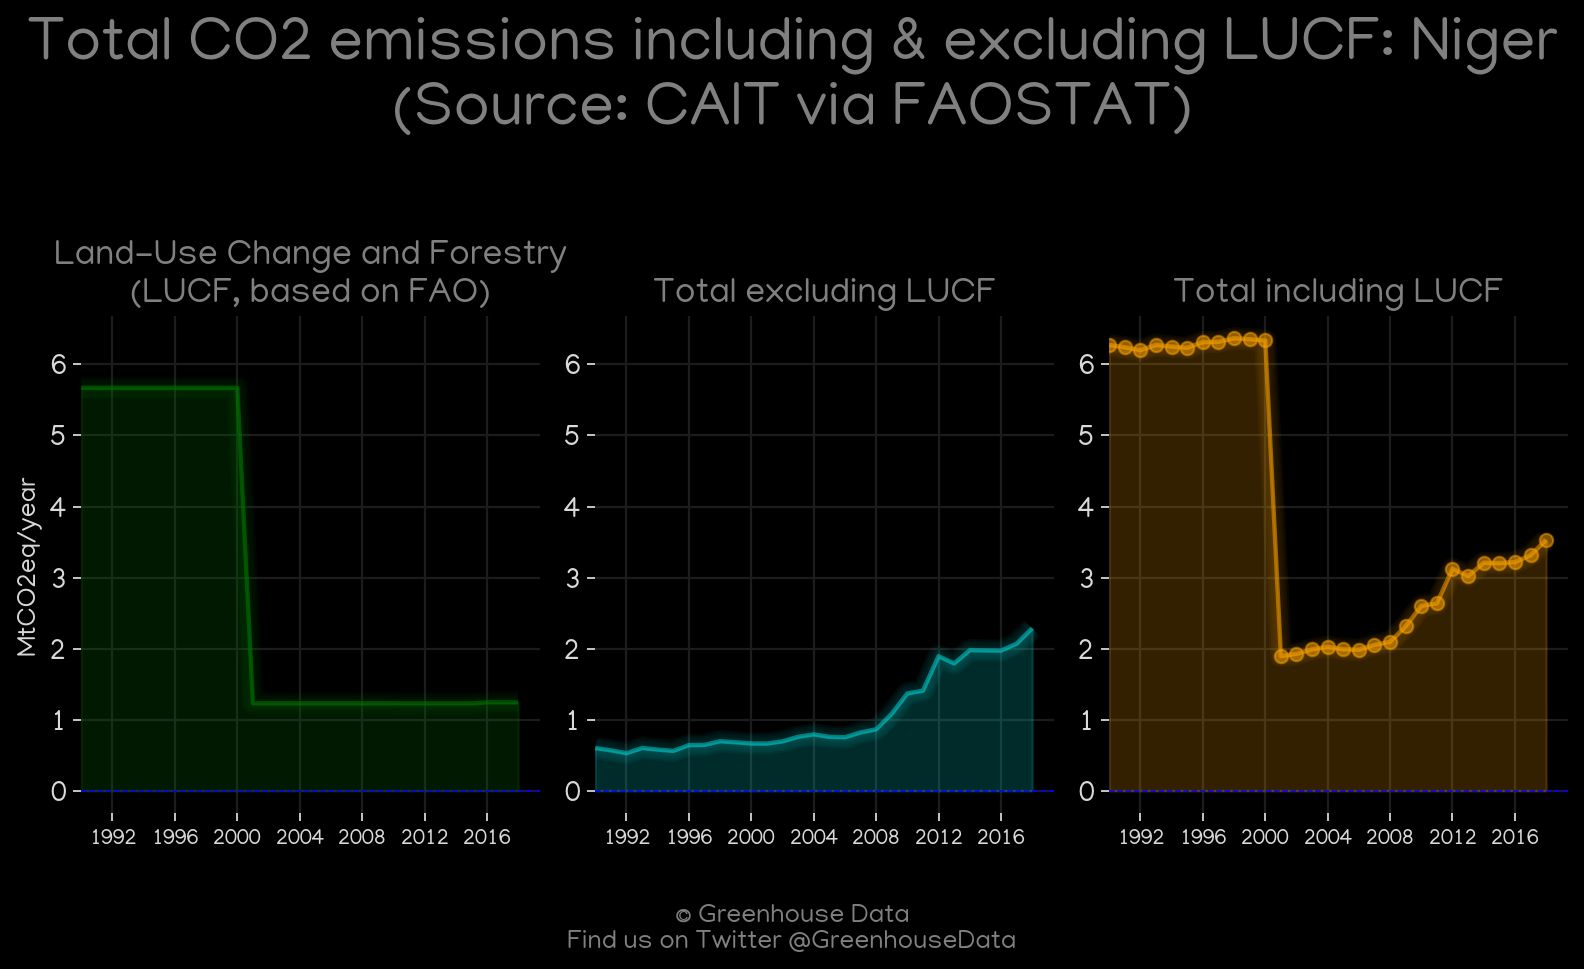 Total CO2 emissions including & excluding LUCF: Niger
(Source: CAIT via FAOSTAT)
Land-Use Change and Forestry
(LUCF, based on FAO)
Total excluding LUCF
Total including LUCF
MtCO2eq/year
6
5
4
3
2
1
0
1992 1996 2000 2004 2008 2012 2016
6
5
4
3
2
1
0
1992 1996 2000 2004 2008 2012 2016
6
5
4
3
2
1
0
1992 1996 2000 2004 2008 2012 2016
© Greenhouse Data
Find us on Twitter @GreenhouseData